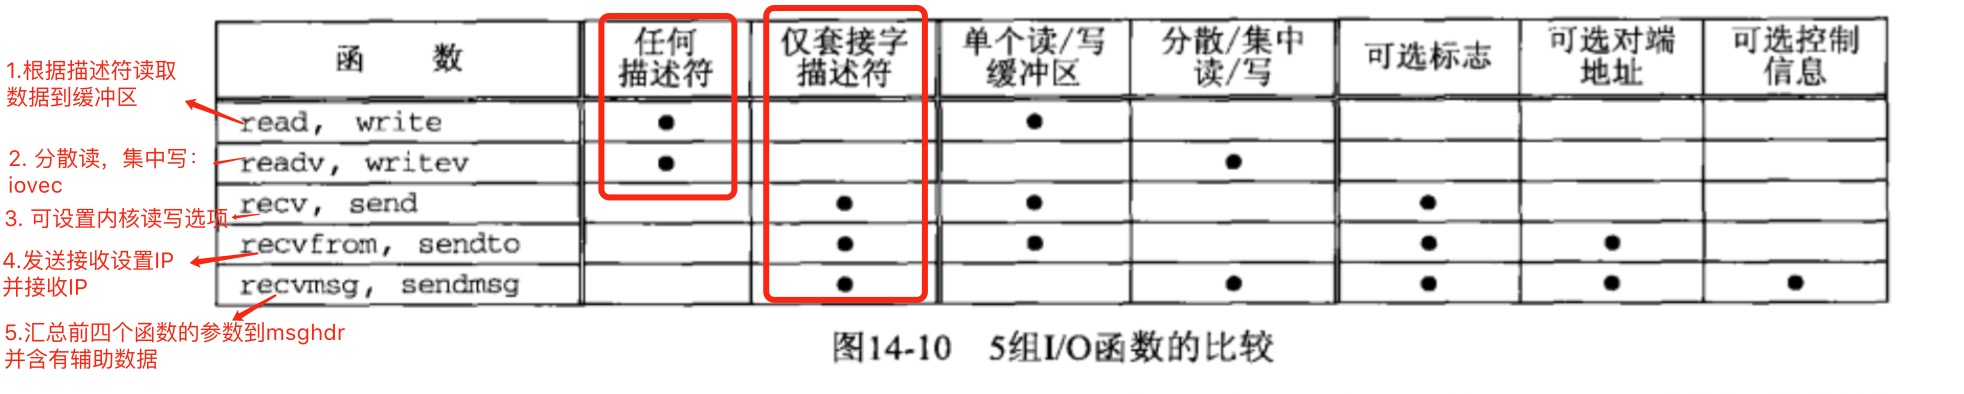 函 数
任何
描述符
仅套接字
描述符
单个读/写
缓冲区
分散/集中
读/写
可选标志
可选对端
地址
可选控制
信息
1.根据描述符读取
数据到缓冲区
read, write ● ●
2. 分散读，集中写：
iovec
readv, writev ● ●
3. 可设置内核读写选项
recv, send ● ● ●
4.发送接收设置IP
并接收IP
recvfrom, sendto ● ● ● ●
recvmsg, sendmsg ● ● ● ● ●
5.汇总前四个函数的参数到msghdr
并含有辅助数据
图14-10 5组I/O函数的比较